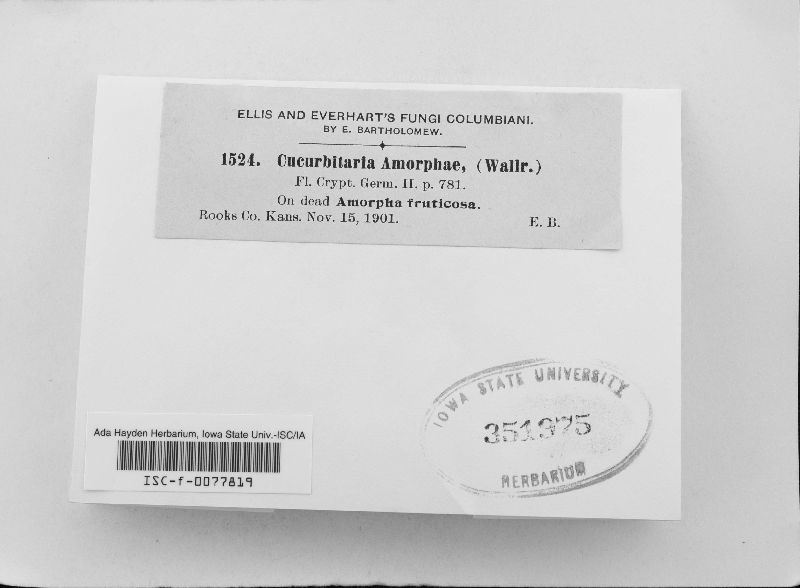 ELLIS AND EVERHART'S FUNGI COLUMBIANI.
BY E. BARTHOLOMEW.
1524. Cucurbitaria Amorphae, (Wallr.)
Fl. Crypt. Germ. II. p. 781.
On dead Amorpha fruticosa.
Rooks Co. Kans. Nov. 15, 1901. E. B.
IOWA STATE UNIVERSITY
351975
HERBARIUM
Ada Hayden Herbarium, Iowa State Univ.-ISC/IA
ISC-f-0077819